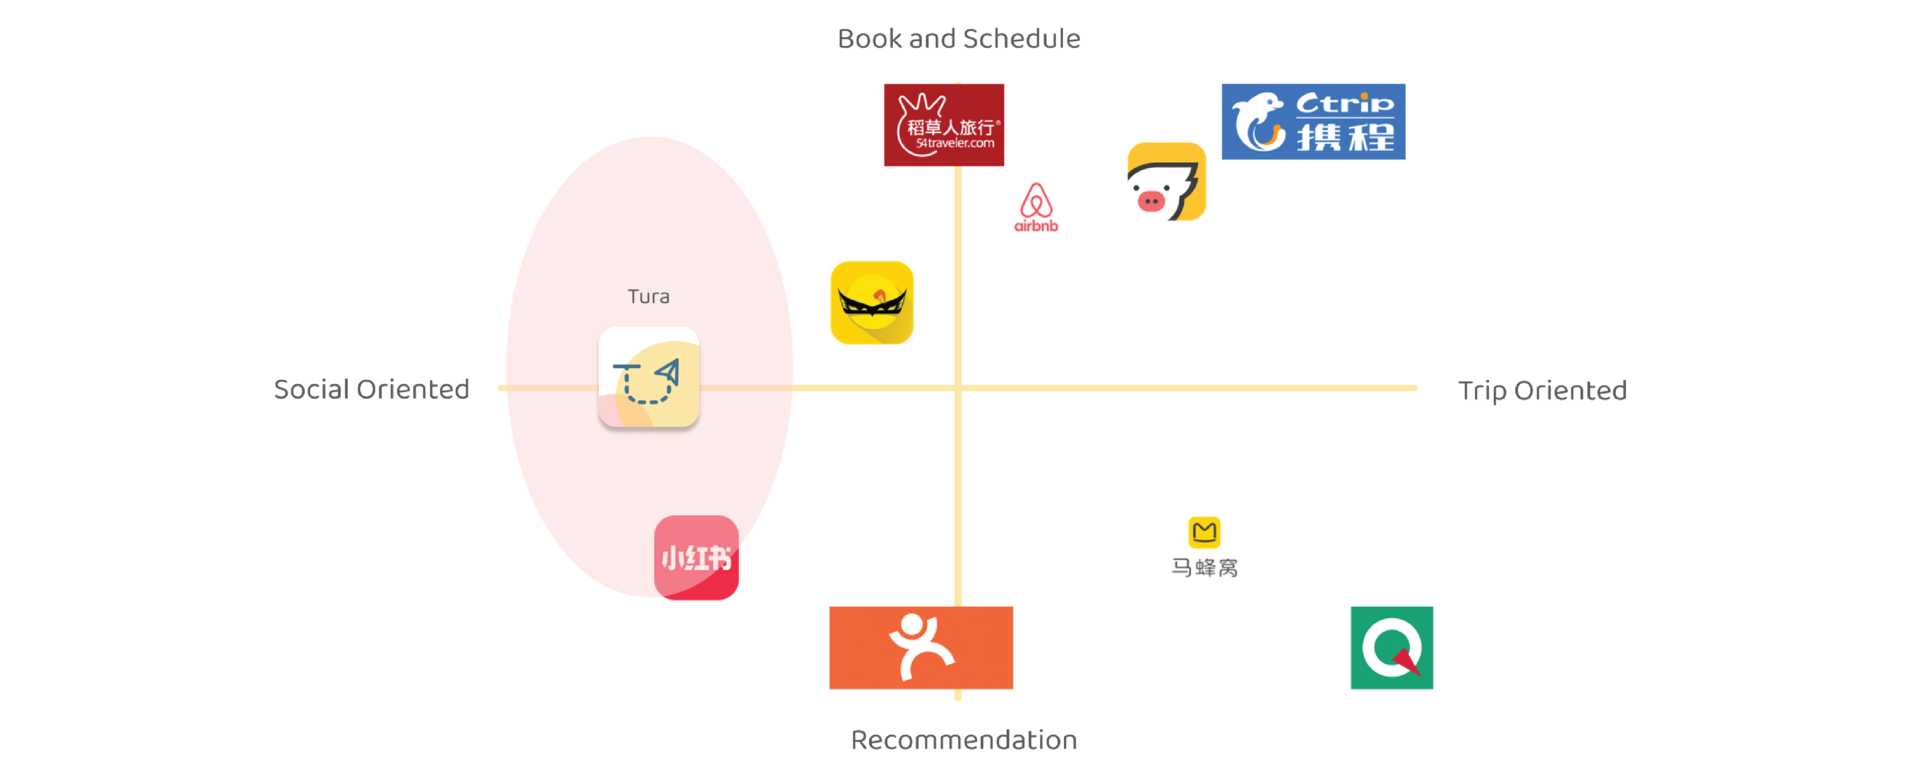 Book and Schedule
稻草人旅行®
54traveler.com
Ctrip
携程
airbnb
Tura
Social Oriented
Trip Oriented
小红书
马蜂窝
Recommendation